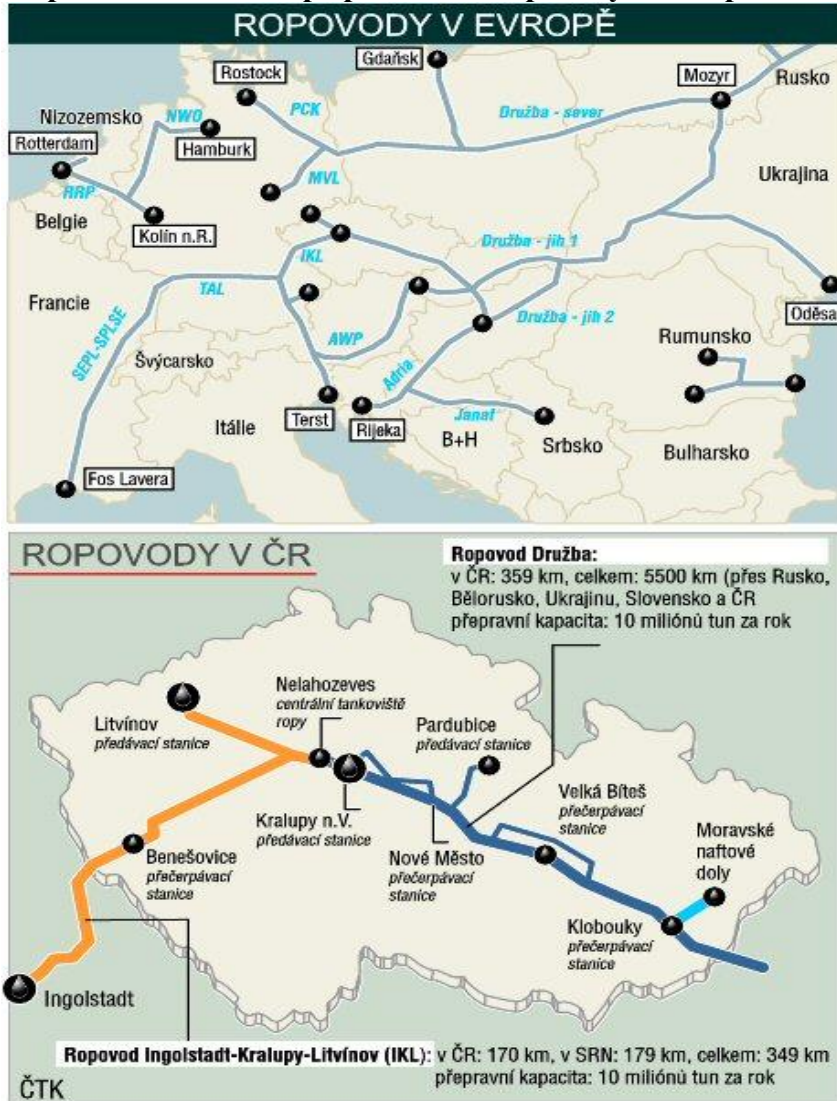 ROPOVODY V EVROPĚ
Gdaňsk
Rostock
Mozyr
Rusko
Nizozemsko
NWO
PCK
Družba - sever
Rotterdam
Hamburk
Ukrajina
RRP
MVL
Belgie
Kolín n.R.
IKL
Družba - jih 1
Francie
TAL
Oděsa
SEPL-SPLSE
AWP
Družba - jih 2
Rumunsko
Švýcarsko
Adria
Terst
Rijeka
Janaf
Itálie
B+H
Srbsko
Bulharsko
Fos Lavera
ROPOVODY V ČR
Ropovod Družba:
v ČR: 359 km, celkem: 5500 km (přes Rusko,
Bělorusko, Ukrajinu, Slovensko a ČR
přepravní kapacita: 10 miliónů tun za rok
Nelahozeves
centrální tankoviště
ropy
Litvínov
předávací stanice
Pardubice
předávací stanice
Velká Bíteš
přečerpávací
stanice
Kralupy n.V.
předávací stanice
Moravské
naftové
doly
Benešovice
přečerpávací
stanice
Nové Město
přečerpávací
stanice
Klobouky
přečerpávací
stanice
Ingolstadt
Ropovod Ingolstadt-Kralupy-Litvínov (IKL): v ČR: 170 km, v SRN: 179 km, celkem: 349 km
přepravní kapacita: 10 miliónů tun za rok
ČTK